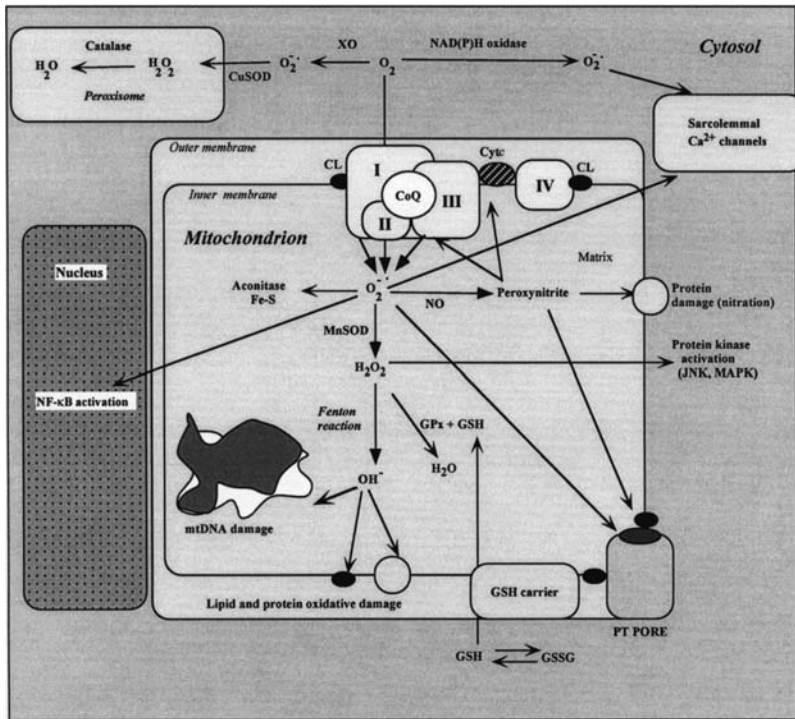 Cytosol
Catalase
H2O
H2O2
Peroxisome
CuSOD
O2−·
XO
O2
NAD(P)H oxidase
O2−·
Sarcolemmal
Ca2+ channels
Outer membrane
CL
I
Cytc
IV
CL
CoQ
III
II
Inner membrane
Mitochondrion
Matrix
Nucleus
Aconitase
Fe-S
O2−·
NO
Peroxynitrite
Protein
damage (nitration)
MnSOD
H2O2
Protein kinase
activation
(JNK, MAPK)
NF-κB activation
Fenton
reaction
GPx + GSH
H2O
OH−
mtDNA damage
Lipid and protein oxidative damage
GSH carrier
PT PORE
GSH
GSSG